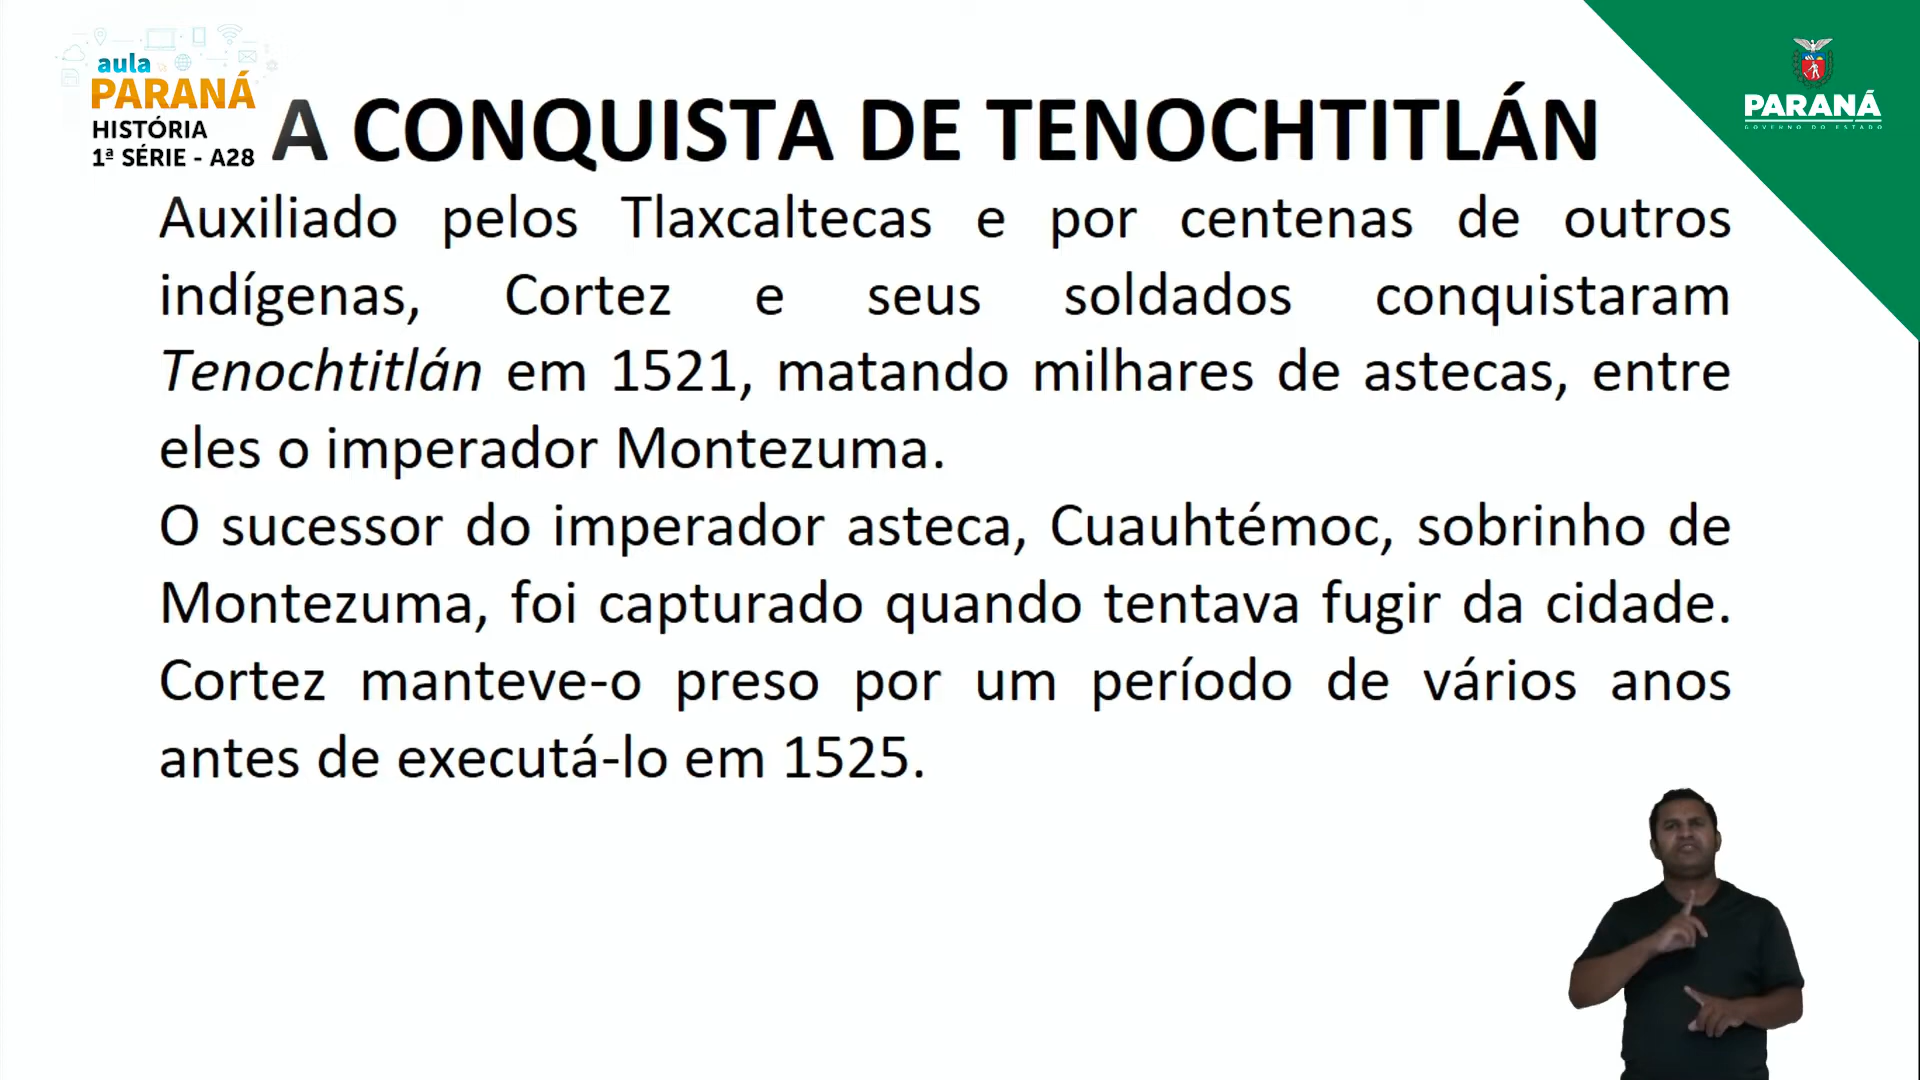 aula
PARANÁ
HISTÓRIA
1ª SÉRIE - A28
A CONQUISTA DE TENOCHTITLÁN
PARANÁ
GOVERNO DO ESTADO
Auxiliado pelos Tlaxcaltecas e por centenas de outros
indígenas, Cortez e seus soldados conquistaram
Tenochtitlán em 1521, matando milhares de astecas, entre
eles o imperador Montezuma.
O sucessor do imperador asteca, Cuauhtémoc, sobrinho de
Montezuma, foi capturado quando tentava fugir da cidade.
Cortez manteve-o preso por um período de vários anos
antes de executá-lo em 1525.